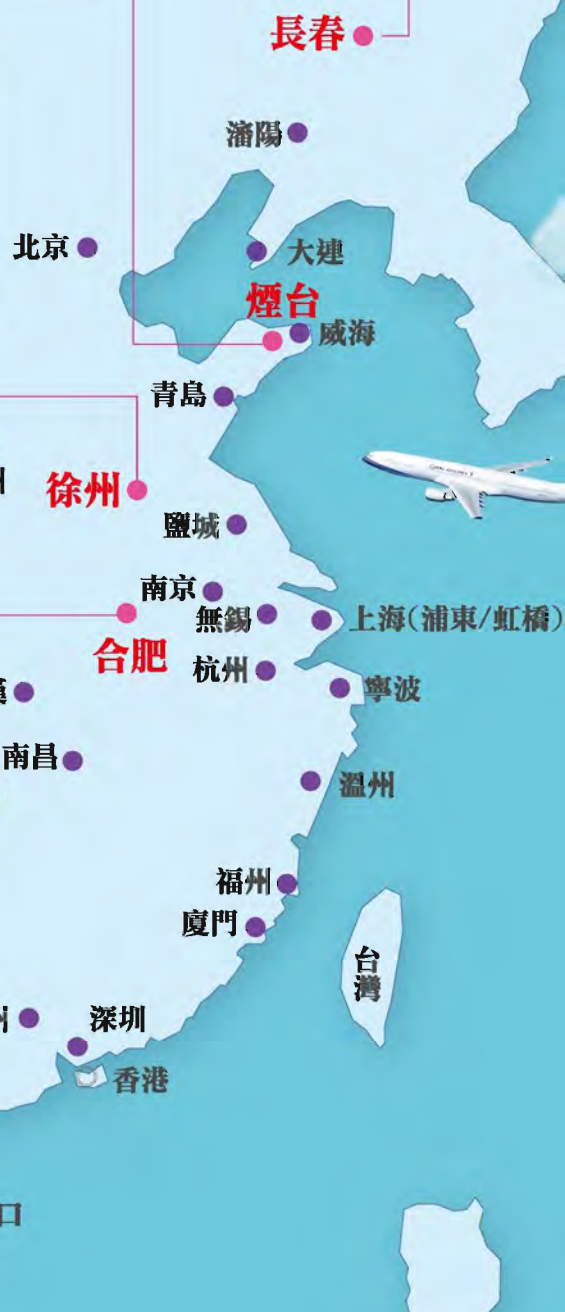 長春
瀋陽
北京
大連
煙台
威海
青島
徐州
鹽城
南京
無錫
上海(浦東/虹橋)
合肥
杭州
寧波
南昌
溫州
福州
廈門
台灣
深圳
香港
口